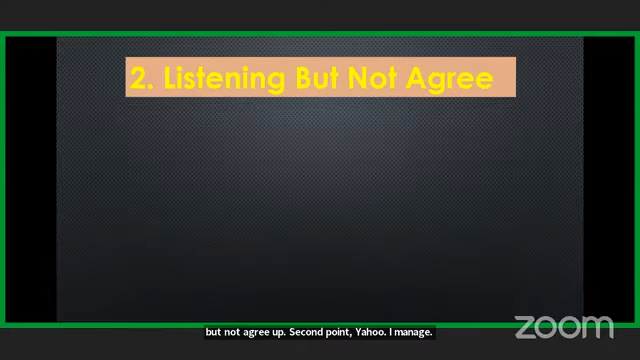 2. Listening But Not Agree
but not agree up. Second point, Yahoo. I manage.
zoom